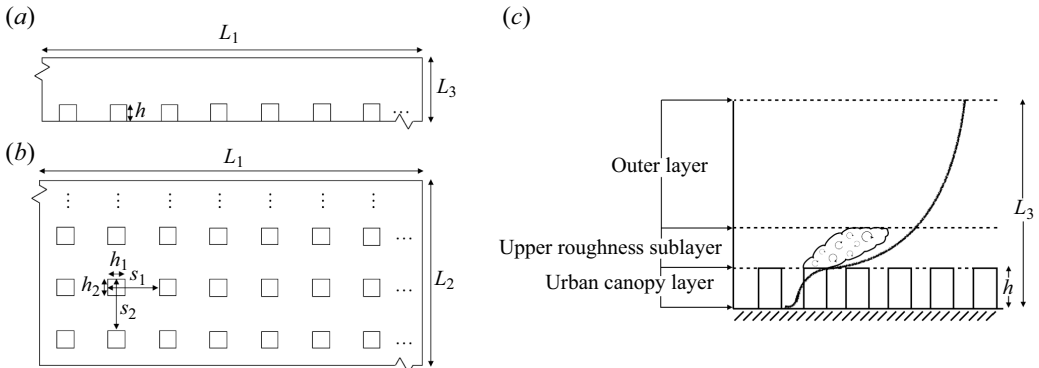 (a)
L1
L3
h
...
(b)
L1
⋮ ⋮ ⋮ ⋮ ⋮ ⋮ ⋮
...
h1
s1
h2
...
L2
s2
...
(c)
Outer layer
L3
Upper roughness sublayer
Urban canopy layer
h